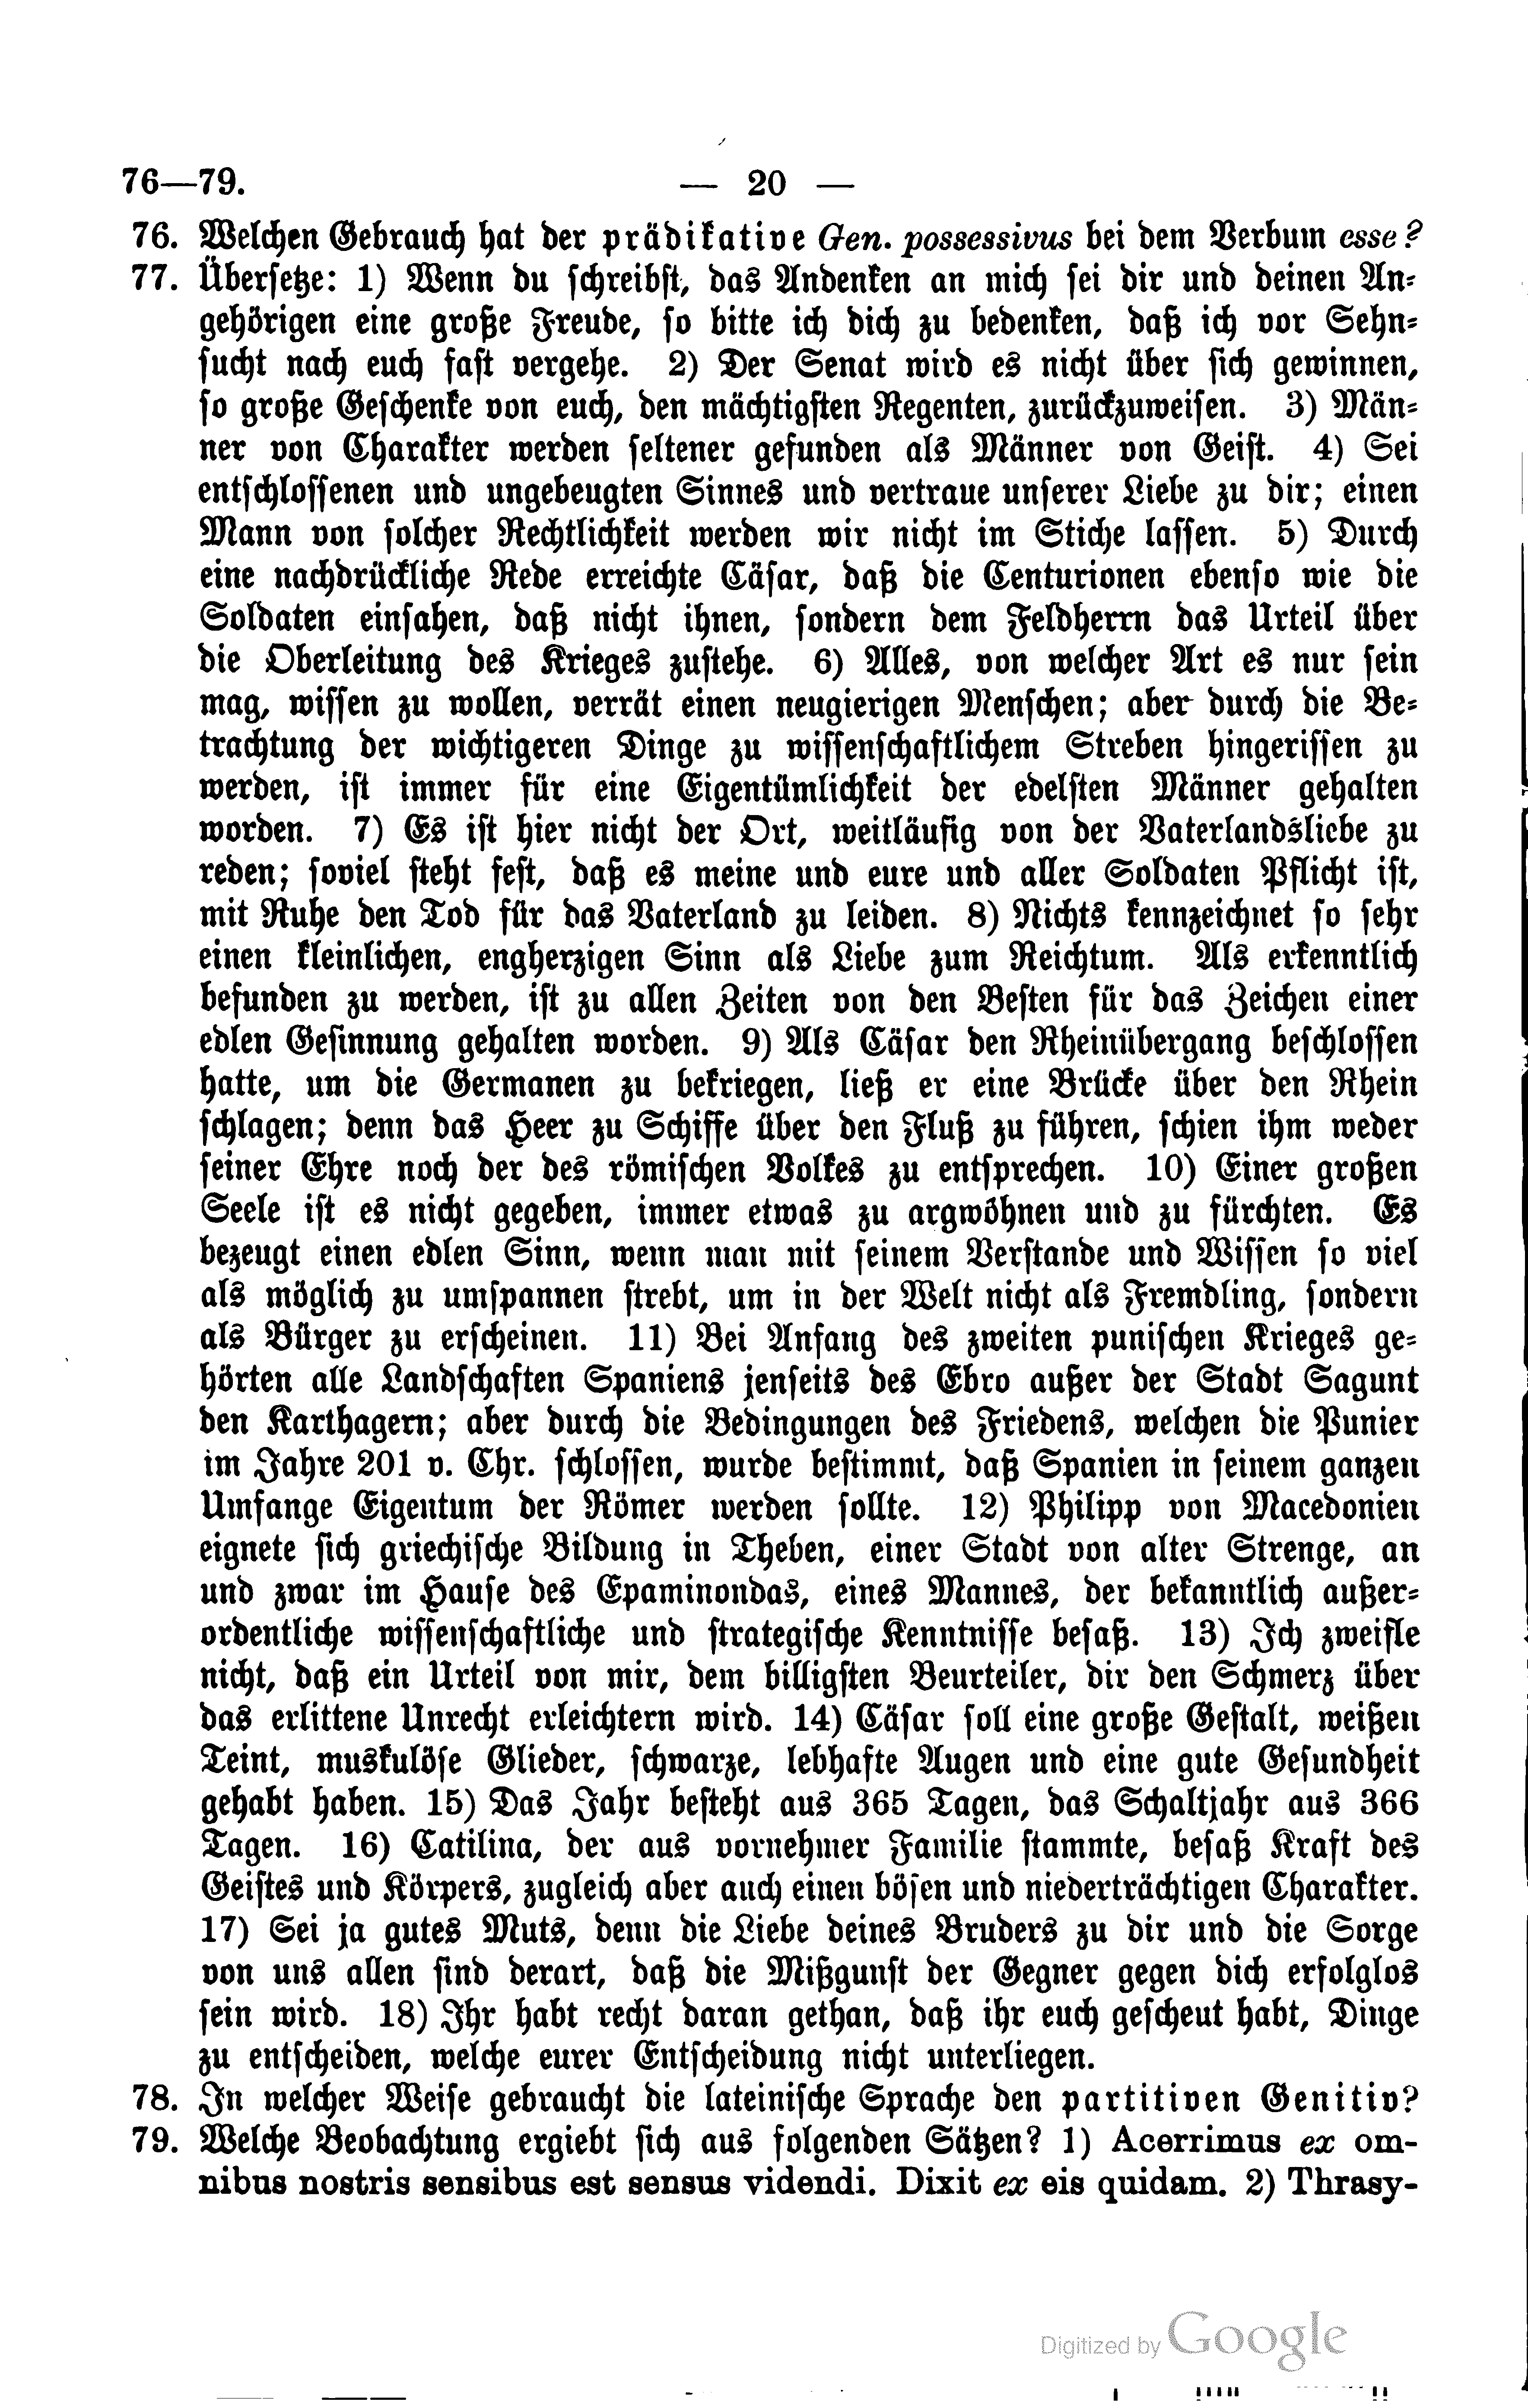 76—79.
— 20 —
76. Welchen Gebrauch hat der prädikative Gen. possessivus bei dem Verbum esse?
77. Übersetze: 1) Wenn du schreibst, das Andenken an mich sei dir und deinen An-
gehörigen eine große Freude, so bitte ich dich zu bedenken, daß ich vor Sehn-
sucht nach euch fast vergehe. 2) Der Senat wird es nicht über sich gewinnen,
so große Geschenke von euch, den mächtigsten Regenten, zurückzuweisen. 3) Män-
ner von Charakter werden seltener gefunden als Männer von Geist. 4) Sei
entschlossenen und ungebeugten Sinnes und vertraue unserer Liebe zu dir; einen
Mann von solcher Rechtlichkeit werden wir nicht im Stiche lassen. 5) Durch
eine nachdrückliche Rede erreichte Cäsar, daß die Centurionen ebenso wie die
Soldaten einsahen, daß nicht ihnen, sondern dem Feldherrn das Urteil über
die Oberleitung des Krieges zustehe. 6) Alles, von welcher Art es nur sein
mag, wissen zu wollen, verrät einen neugierigen Menschen; aber durch die Be-
trachtung der wichtigeren Dinge zu wissenschaftlichem Streben hingerissen zu
werden, ist immer für eine Eigentümlichkeit der edelsten Männer gehalten
worden. 7) Es ist hier nicht der Ort, weitläufig von der Vaterlandsliebe zu
reden; soviel steht fest, daß es meine und eure und aller Soldaten Pflicht ist,
mit Ruhe den Tod für das Vaterland zu leiden. 8) Nichts kennzeichnet so sehr
einen kleinlichen, engherzigen Sinn als Liebe zum Reichtum. Als erkenntlich
befunden zu werden, ist zu allen Zeiten von den Besten für das Zeichen einer
edlen Gesinnung gehalten worden. 9) Als Cäsar den Rheinübergang beschlossen
hatte, um die Germanen zu bekriegen, ließ er eine Brücke über den Rhein
schlagen; denn das Heer zu Schiffe über den Fluß zu führen, schien ihm weder
seiner Ehre noch der des römischen Volkes zu entsprechen. 10) Einer großen
Seele ist es nicht gegeben, immer etwas zu argwöhnen und zu fürchten. Es
bezeugt einen edlen Sinn, wenn man mit seinem Verstande und Wissen so viel
als möglich zu umspannen strebt, um in der Welt nicht als Fremdling, sondern
als Bürger zu erscheinen. 11) Bei Anfang des zweiten punischen Krieges ge-
hörten alle Landschaften Spaniens jenseits des Ebro außer der Stadt Sagunt
den Karthagern; aber durch die Bedingungen des Friedens, welchen die Punier
im Jahre 201 v. Chr. schlossen, wurde bestimmt, daß Spanien in seinem ganzen
Umfange Eigentum der Römer werden sollte. 12) Philipp von Macedonien
eignete sich griechische Bildung in Theben, einer Stadt von alter Strenge, an
und zwar im Hause des Epaminondas, eines Mannes, der bekanntlich außer-
ordentliche wissenschaftliche und strategische Kenntnisse besaß. 13) Ich zweifle
nicht, daß ein Urteil von mir, dem billigsten Beurteiler, dir den Schmerz über
das erlittene Unrecht erleichtern wird. 14) Cäsar soll eine große Gestalt, weißen
Teint, muskulöse Glieder, schwarze, lebhafte Augen und eine gute Gesundheit
gehabt haben. 15) Das Jahr besteht aus 365 Tagen, das Schaltjahr aus 366
Tagen. 16) Catilina, der aus vornehmer Familie stammte, besaß Kraft des
Geistes und Körpers, zugleich aber auch einen bösen und niederträchtigen Charakter.
17) Sei ja gutes Muts, denn die Liebe deines Bruders zu dir und die Sorge
von uns allen sind derart, daß die Mißgunst der Gegner gegen dich erfolglos
sein wird. 18) Ihr habt recht daran gethan, daß ihr euch gescheut habt, Dinge
zu entscheiden, welche eurer Entscheidung nicht unterliegen.
78. In welcher Weise gebraucht die lateinische Sprache den partitiven Genitiv?
79. Welche Beobachtung ergiebt sich aus folgenden Sätzen? 1) Acerrimus ex om-
nibus nostris sensibus est sensus videndi. Dixit ex eis quidam. 2) Thrasy-
Digitized by Google